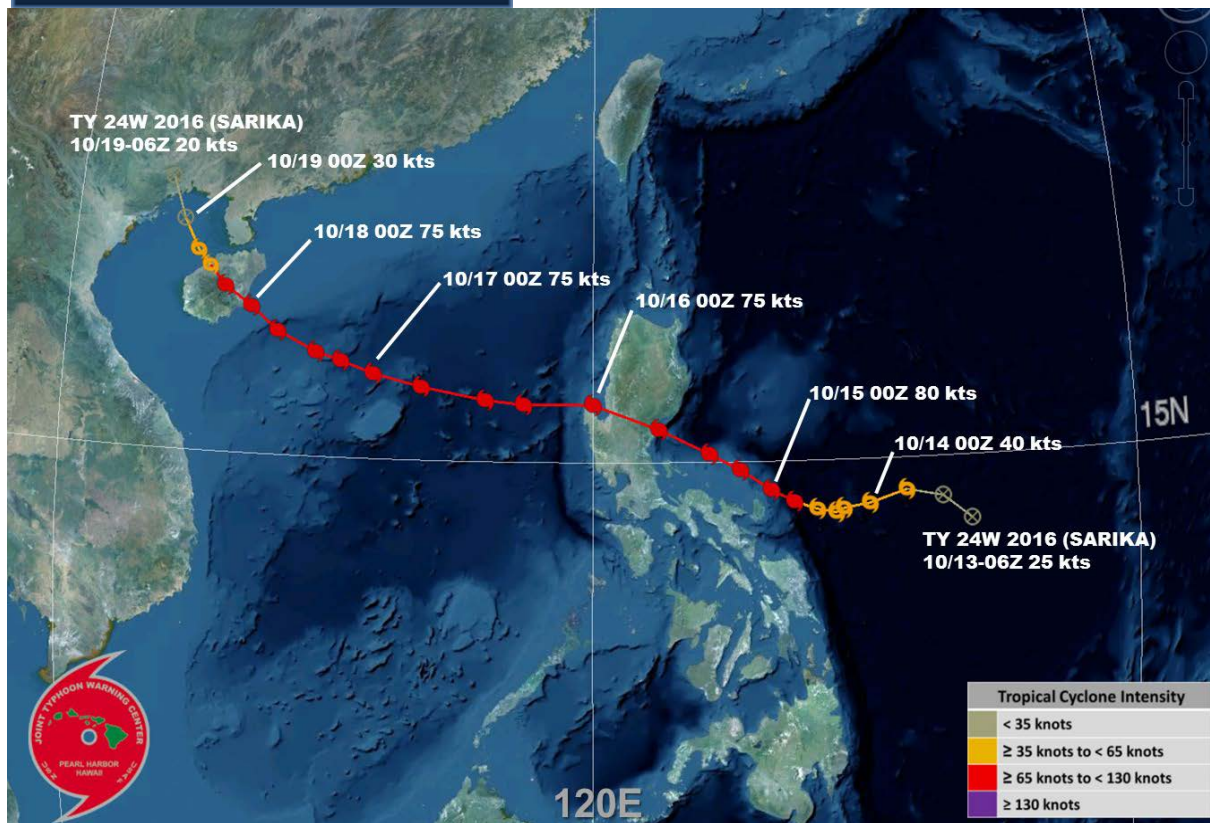 TY 24W 2016 (SARIKA)
10/19-06Z 20 kts
10/19 00Z 30 kts
10/18 00Z 75 kts
10/17 00Z 75 kts
10/16 00Z 75 kts
10/15 00Z 80 kts
15N
10/14 00Z 40 kts
TY 24W 2016 (SARIKA)
10/13-06Z 25 kts
JOINT TYPHOON WARNING CENTER
PEARL HARBOR
HAWAII
120E
Tropical Cyclone Intensity
< 35 knots
≥ 35 knots to < 65 knots
≥ 65 knots to < 130 knots
≥ 130 knots